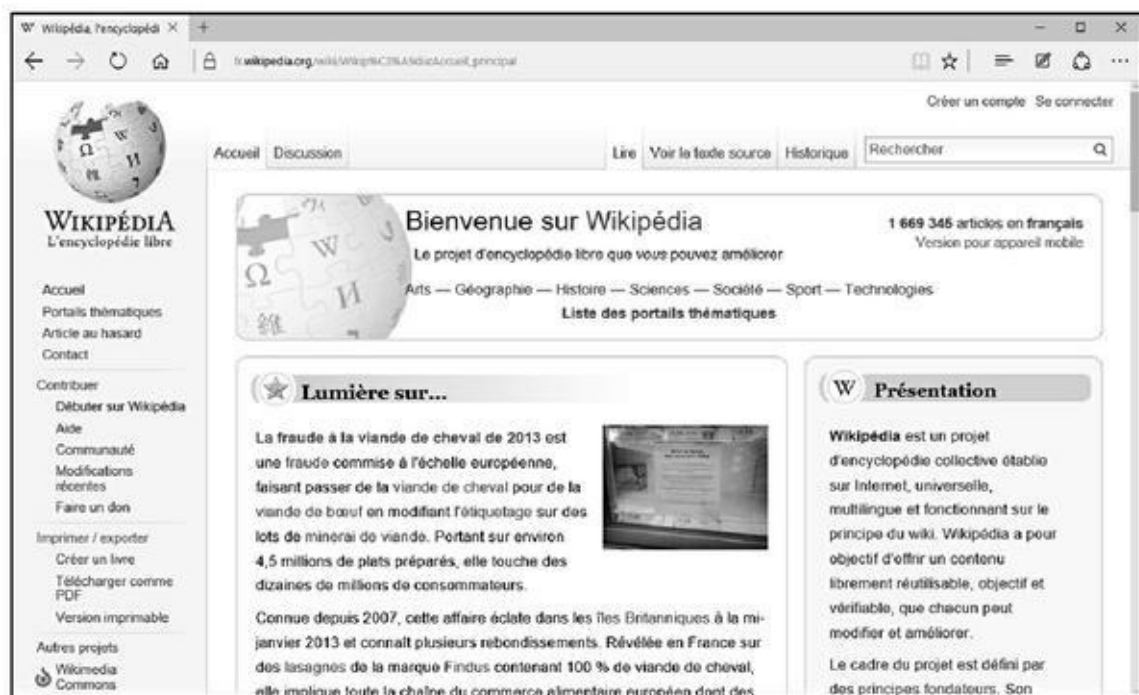 Wikipédia, l'encyclopédi
Créer un compte Se connecter
Accueil Discussion Lire Voir le texte source Historique Rechercher
WIKIPÉDIA
L'encyclopédie libre
Accueil
Portails thématiques
Article au hasard
Contact
Contribuer
Débuter sur Wikipédia
Aide
Communauté
Modifications
récentes
Faire un don
Imprimer / exporter
Créer un livre
Télécharger comme
PDF
Version imprimable
Autres projets
Wikimedia
Commons
Bienvenue sur Wikipédia
Le projet d'encyclopédie libre que vous pouvez améliorer
1 669 345 articles en français
Version pour appareil mobile
Arts — Géographie — Histoire — Sciences — Société — Sport — Technologies
Liste des portails thématiques
Lumière sur...
La fraude à la viande de cheval de 2013 est
une fraude commise à l'échelle européenne,
faisant passer de la viande de cheval pour de la
viande de bœuf en modifiant l'étiquetage sur des
lots de minerai de viande. Portant sur environ
4,5 millions de plats préparés, elle touche des
dizaines de millions de consommateurs.
Connue depuis 2007, cette affaire éclate dans les îles Britanniques à la mi-
janvier 2013 et connaît plusieurs rebondissements. Révélée en France sur
des lasagnes de la marque Findus contenant 100 % de viande de cheval,
elle implique toute la chaîne du commerce alimentaire européen dont des
W Présentation
Wikipédia est un projet
d'encyclopédie collective établie
sur Internet, universelle,
multilingue et fonctionnant sur le
principe du wiki. Wikipédia a pour
objectif d'offrir un contenu
librement réutilisable, objectif et
vérifiable, que chacun peut
modifier et améliorer.
Le cadre du projet est défini par
des principes fondateurs. Son